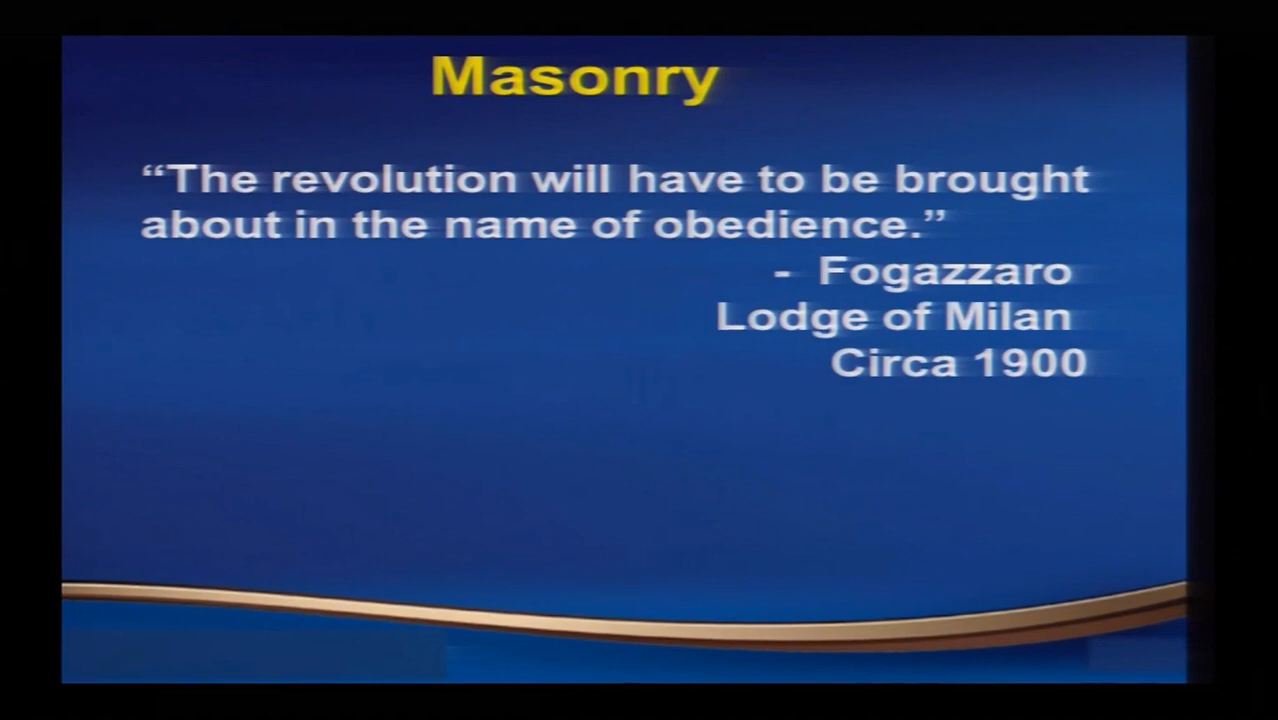 Masonry
“The revolution will have to be brought
about in the name of obedience.”
- Fogazzaro
Lodge of Milan
Circa 1900